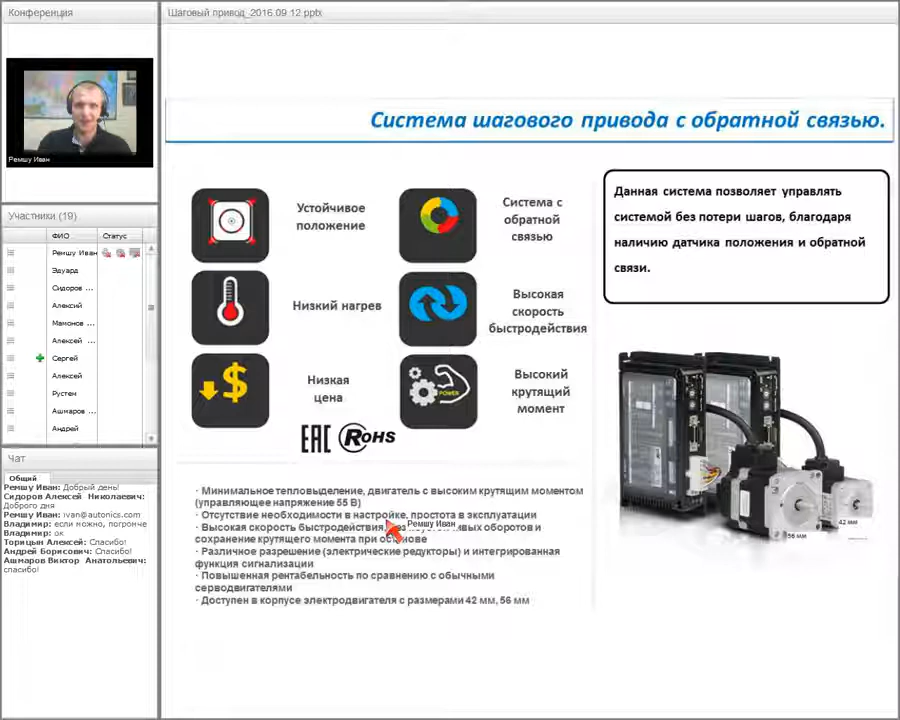 Конференция
Шаговый привод_2016 09 12.pptx
Ремшу Иван
Участники (19)
ФИО
Статус
Ремшу Иван
Эдуард
Сидоров ...
Алексий
Мамонов ...
Алексей ...
Сергей
Алексей
Рустен
Ашмаров ...
Андрей
Чат
Общий
Ремшу Иван: Добрый день!
Сидоров Алексей Николаевич:
Доброго дня
Ремшу Иван: ivan@autonics.com
Владимир: если можно, погромче
Владимир: ок
Торицын Алексей: Спасибо!
Андрей Борисович: Спасибо!
Ашмаров Виктор Анатольевич:
спасибо!
Система шагового привода с обратной связью.
Устойчивое
положение
Система с
обратной
связью
Низкий нагрев
Высокая
скорость
быстродействия
Низкая
цена
POWER
Высокий
крутящий
момент
EAC RoHS
Данная система позволяет управлять
системой без потери шагов, благодаря
наличию датчика положения и обратной
связи.
· Минимальное тепловыделение, двигатель с высоким крутящим моментом
(управляющее напряжение 55 В)
· Отсутствие необходимости в настройке, простота в эксплуатации
· Высокая скорость быстродействия, оборотов и
сохранение крутящего момента при
· Различное разрешение (электрические редукторы) и интегрированная
функция сигнализации
· Повышенная рентабельность по сравнению с обычными
серводвигателями
· Доступен в корпусе электродвигателя с размерами 42 мм, 56 мм
Ремшу Иван
42 мм
56 мм